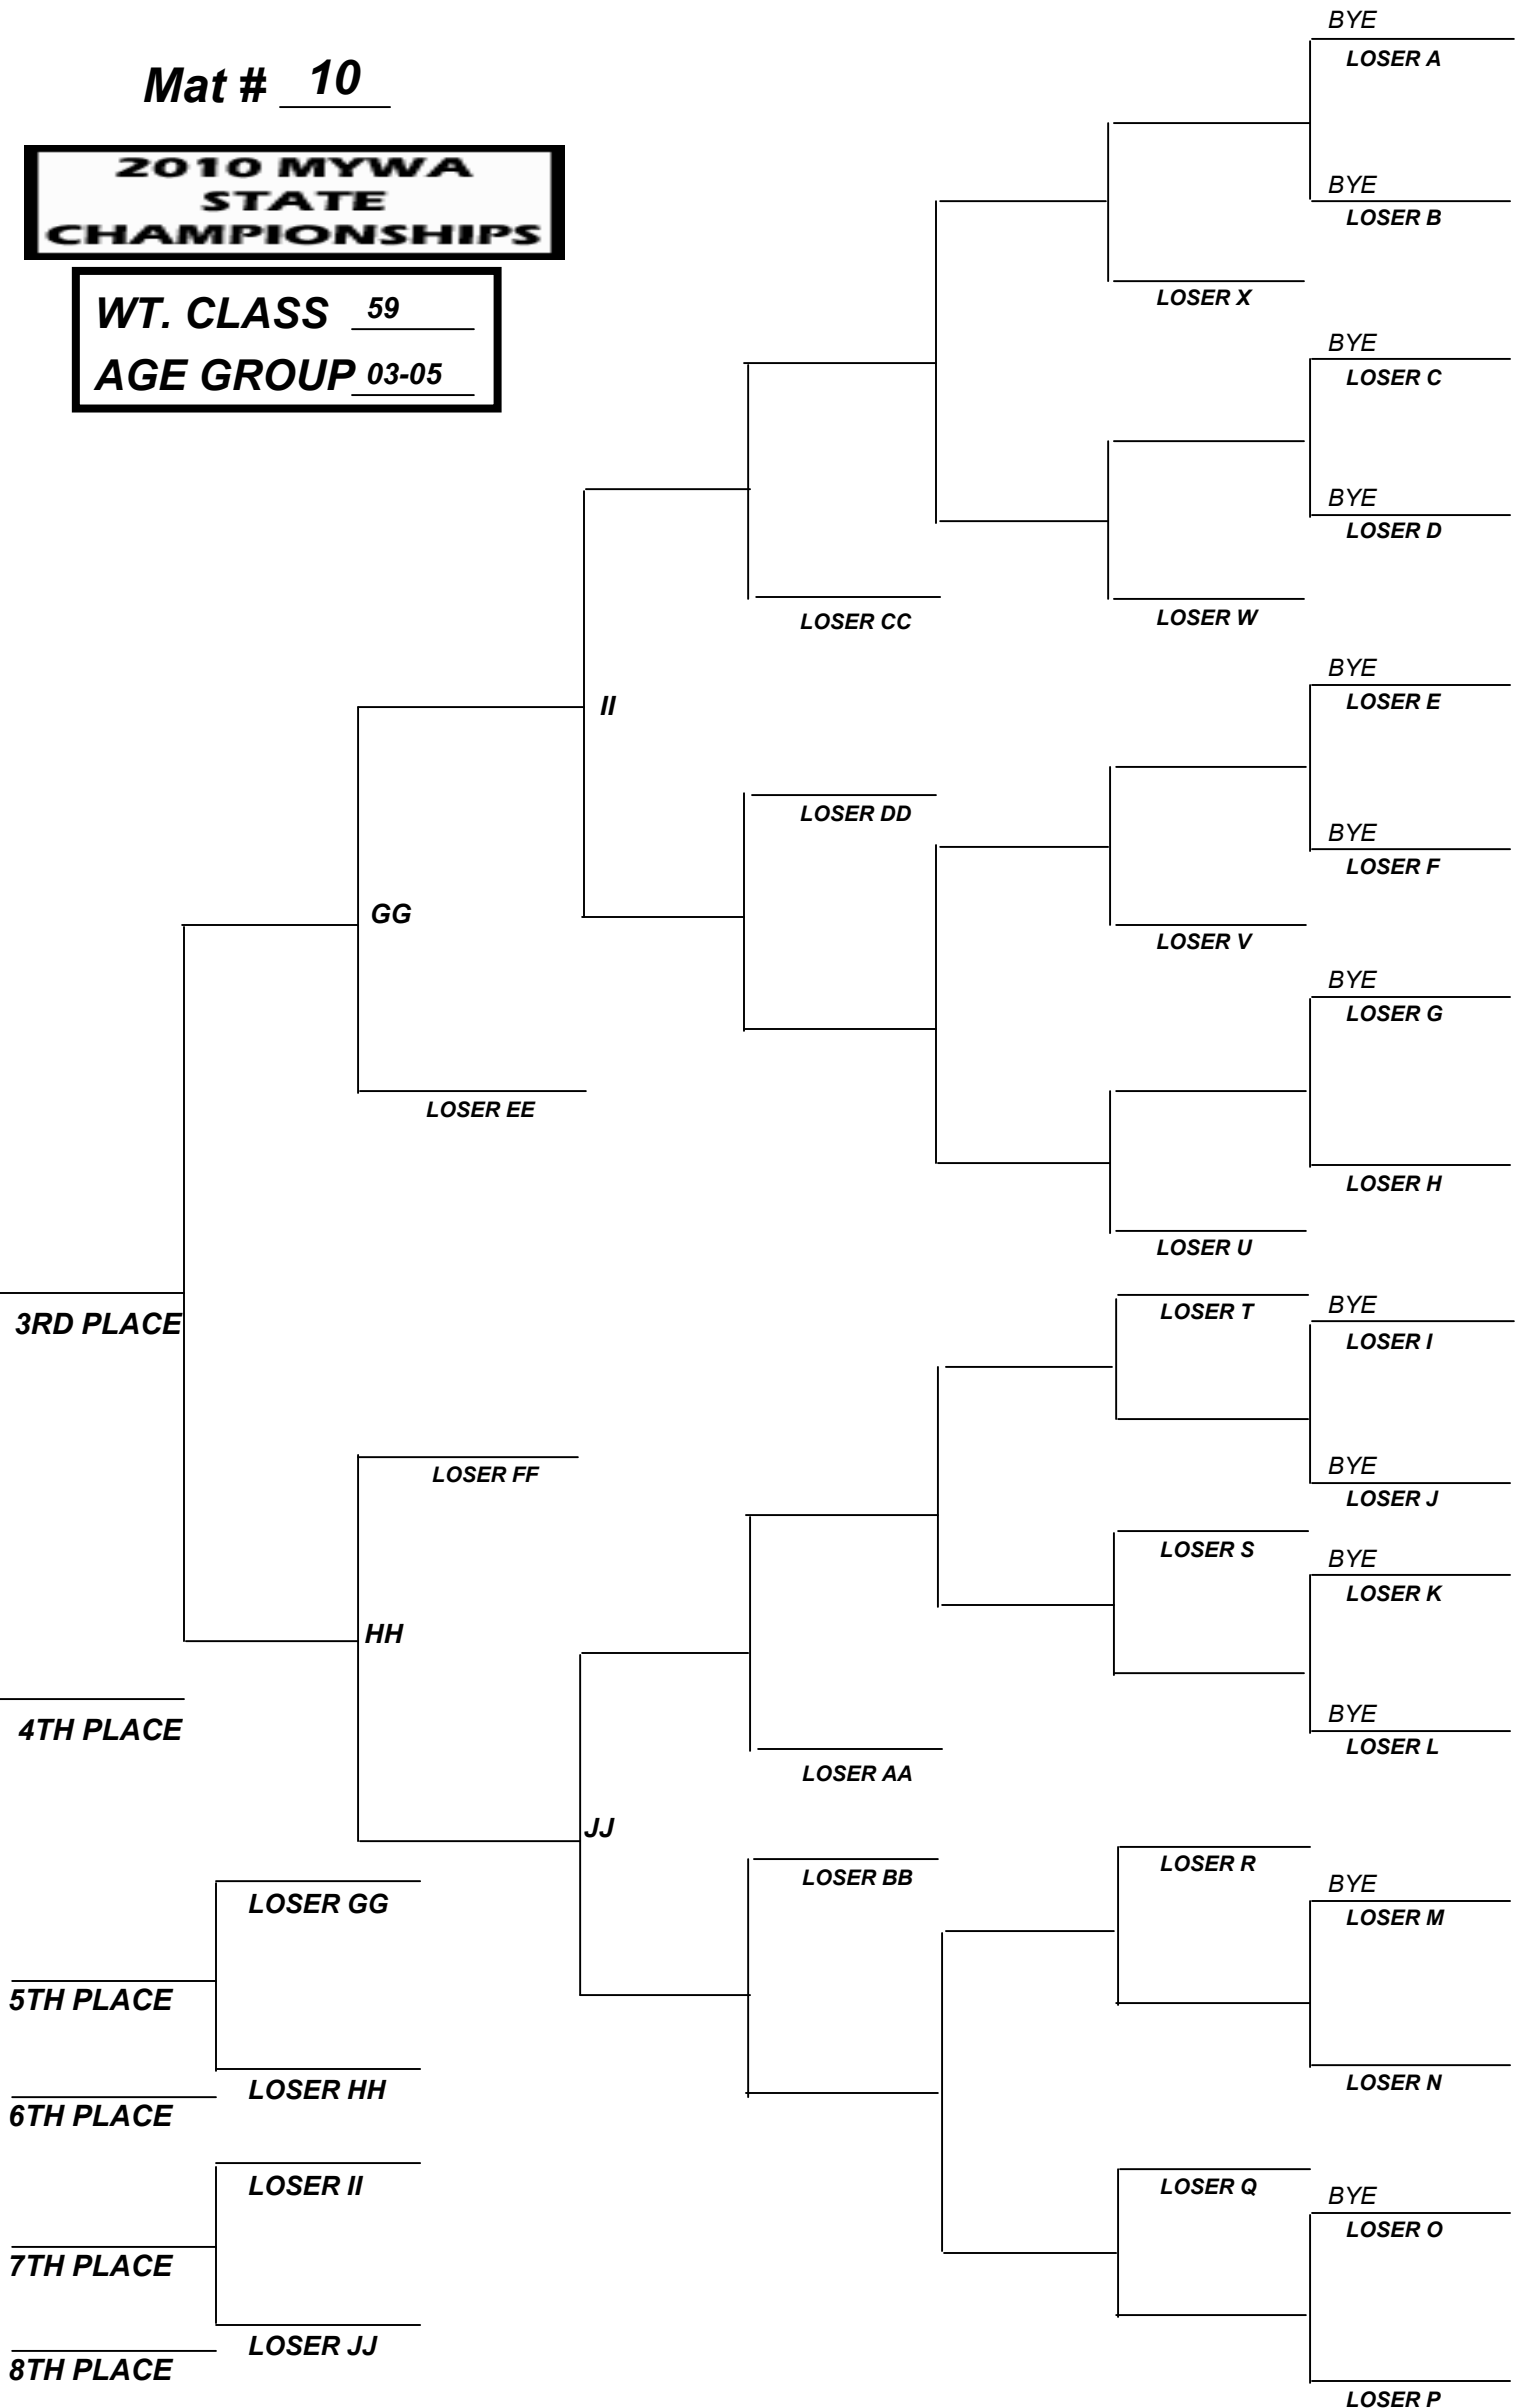 Mat # 10
2010 MYWA
STATE
CHAMPIONSHIPS
WT. CLASS 59
AGE GROUP 03-05
BYE
LOSER A
BYE
LOSER B
LOSER X
BYE
LOSER C
BYE
LOSER D
LOSER CC
LOSER W
BYE
LOSER E
II
LOSER DD
BYE
LOSER F
GG
LOSER V
BYE
LOSER G
LOSER EE
LOSER H
LOSER U
3RD PLACE
LOSER T
BYE
LOSER I
LOSER FF
BYE
LOSER J
LOSER S
BYE
LOSER K
HH
4TH PLACE
BYE
LOSER L
LOSER AA
JJ
LOSER BB
LOSER R
BYE
LOSER M
LOSER GG
5TH PLACE
LOSER HH
LOSER N
6TH PLACE
LOSER II
LOSER Q
BYE
LOSER O
7TH PLACE
LOSER JJ
8TH PLACE
LOSER P